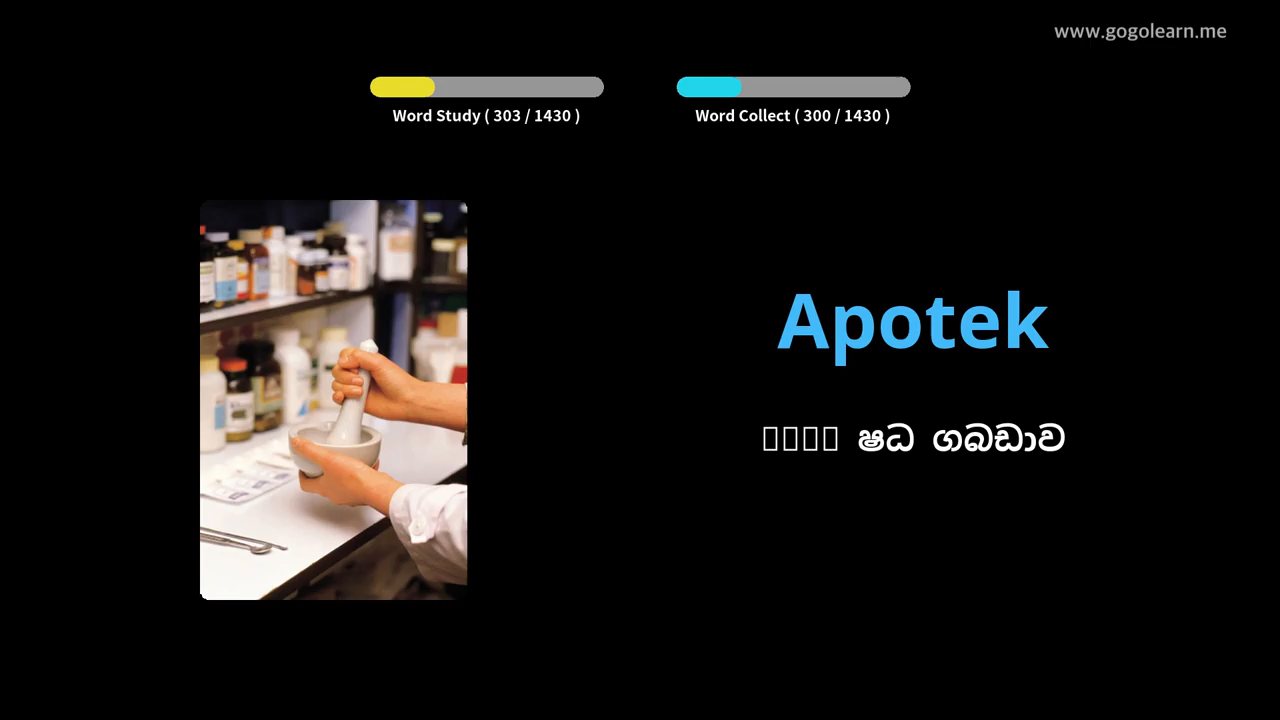 www.gogolearn.me
Word Study ( 303 / 1430 )
Word Collect ( 300 / 1430 )
Apotek
ෂධ ගබඩාව